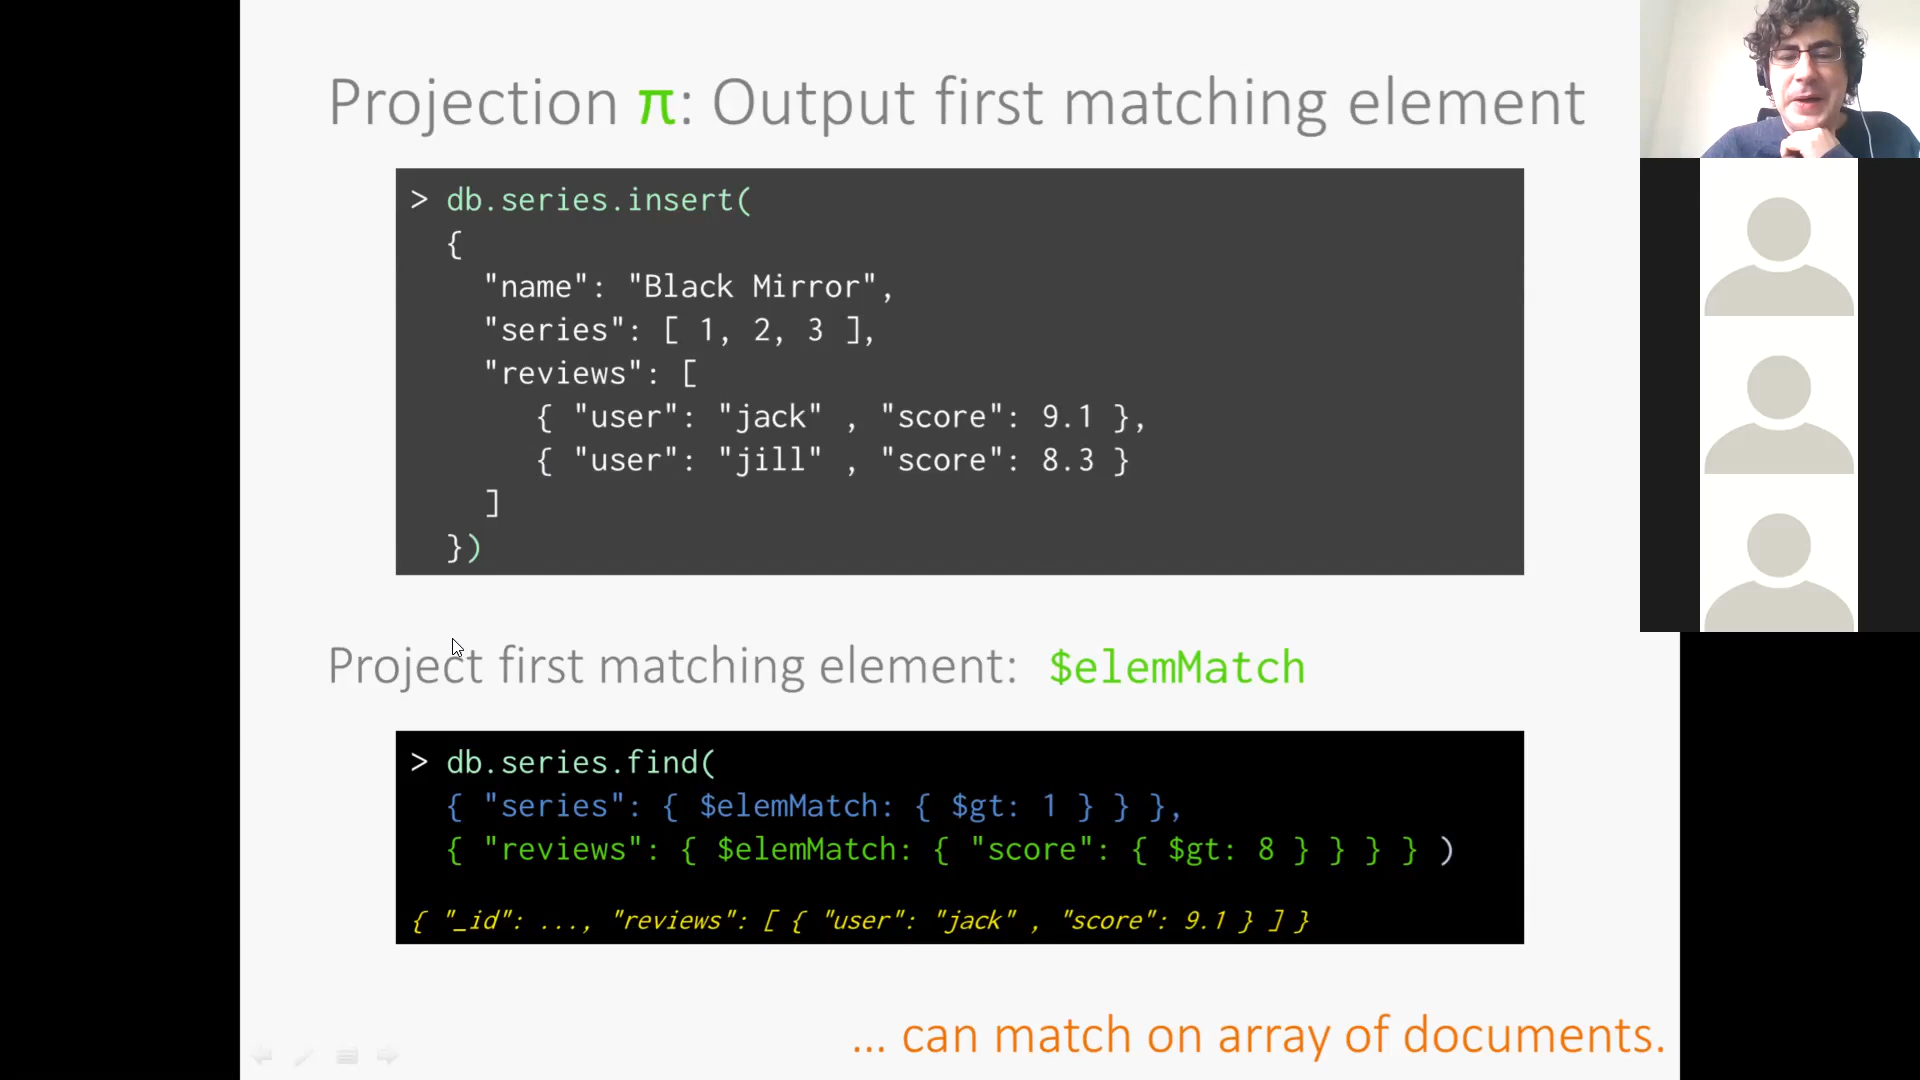 Projection π: Output first matching element
> db.series.insert(
{
"name": "Black Mirror",
"series": [ 1, 2, 3 ],
"reviews": [
{ "user": "jack" , "score": 9.1 },
{ "user": "jill" , "score": 8.3 }
]
})
Project first matching element: $elemMatch
> db.series.find(
{ "series": { $elemMatch: { $gt: 1 } } },
{ "reviews": { $elemMatch: { "score": { $gt: 8 } } } } )
{ "_id": ..., "reviews": [ { "user": "jack" , "score": 9.1 } ] }
... can match on array of documents.